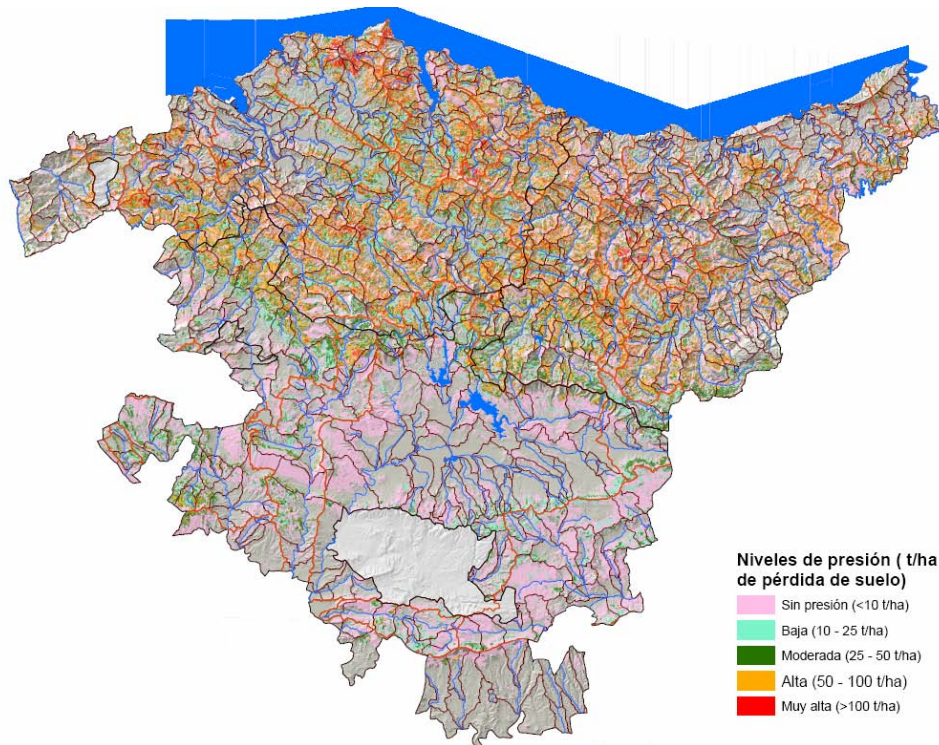 Niveles de presión ( t/ha
de pérdida de suelo)
Sin presión (<10 t/ha)
Baja (10 - 25 t/ha)
Moderada (25 - 50 t/ha)
Alta (50 - 100 t/ha)
Muy alta (>100 t/ha)